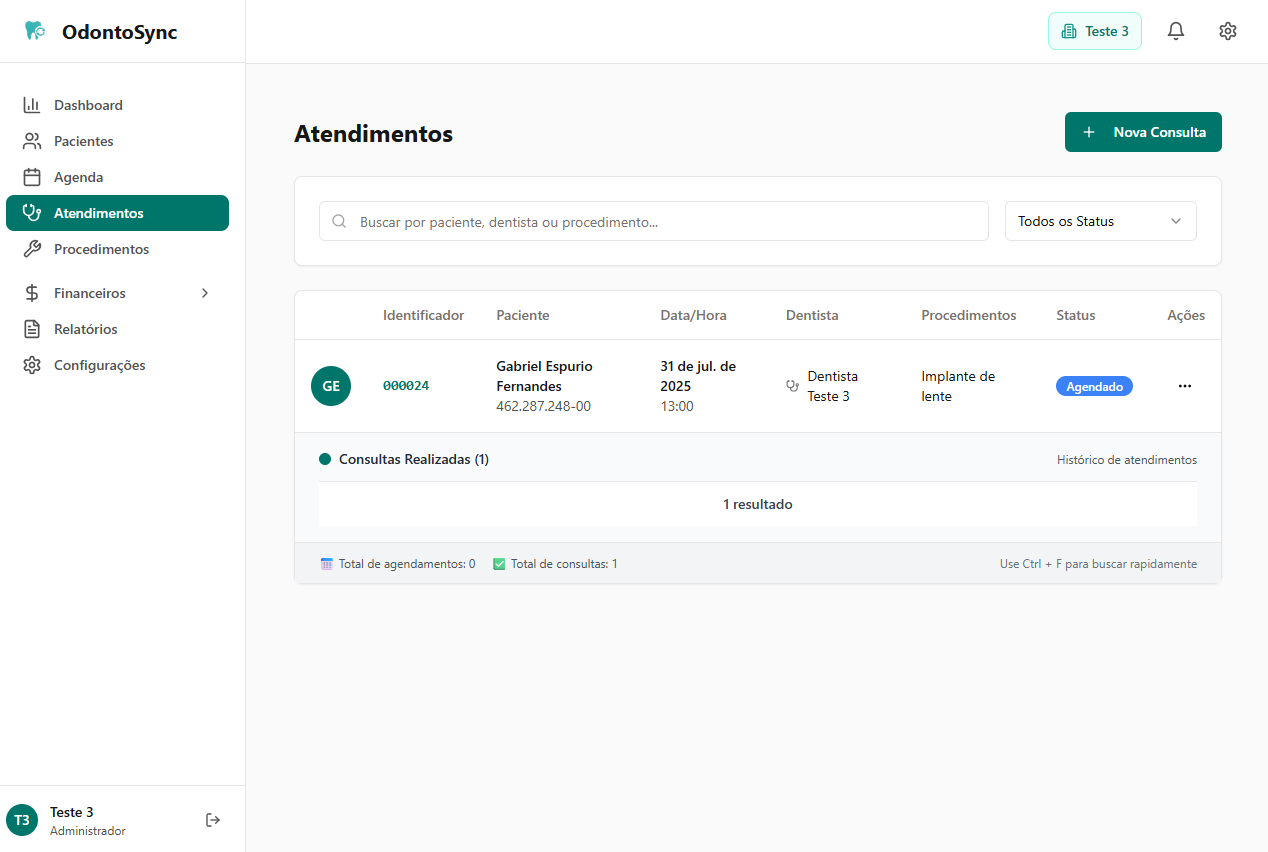 OdontoSync
Teste 3
Dashboard
Pacientes
Agenda
Atendimentos
Procedimentos
Financeiros
Relatórios
Configurações
Atendimentos
Nova Consulta
Buscar por paciente, dentista ou procedimento...
Todos os Status
Identificador Paciente Data/Hora Dentista Procedimentos Status Ações
GE
000024
Gabriel Espurio
Fernandes
462.287.248-00
31 de jul. de
2025
13:00
Dentista
Teste 3
Implante de
lente
Agendado
Consultas Realizadas (1)
Histórico de atendimentos
1 resultado
Total de agendamentos: 0
Total de consultas: 1
Use Ctrl + F para buscar rapidamente
T3
Teste 3
Administrador